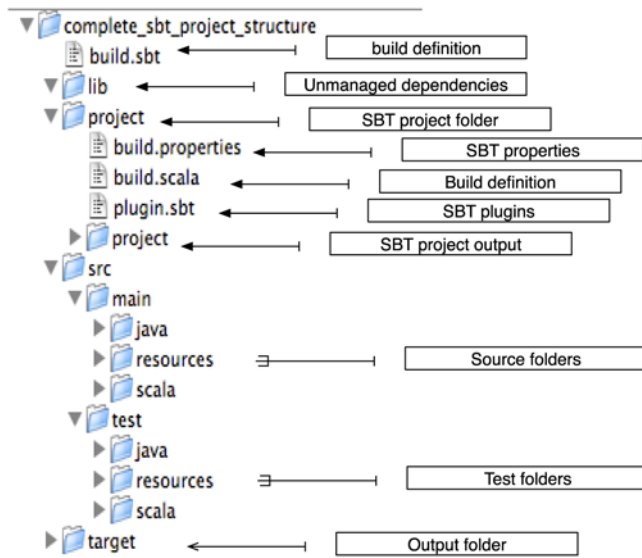 complete_sbt_project_structure
build.sbt build definition
lib Unmanaged dependencies
project SBT project folder
build.properties SBT properties
build.scala Build definition
plugin.sbt SBT plugins
project SBT project output
src
main
java
resources Source folders
scala
test
java
resources Test folders
scala
target Output folder